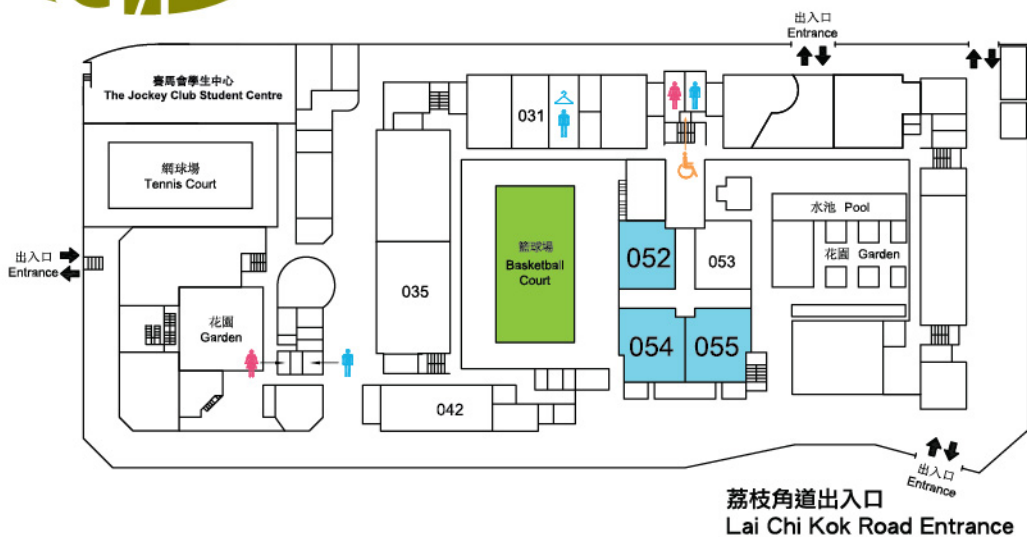 出入口
Entrance
賽馬會學生中心
The Jockey Club Student Centre
031
網球場
Tennis Court
水池 Pool
籃球場
Basketball
Court
052
053
花園 Garden
出入口
Entrance
035
花園
Garden
054
055
042
出入口
Entrance
荔枝角道出入口
Lai Chi Kok Road Entrance